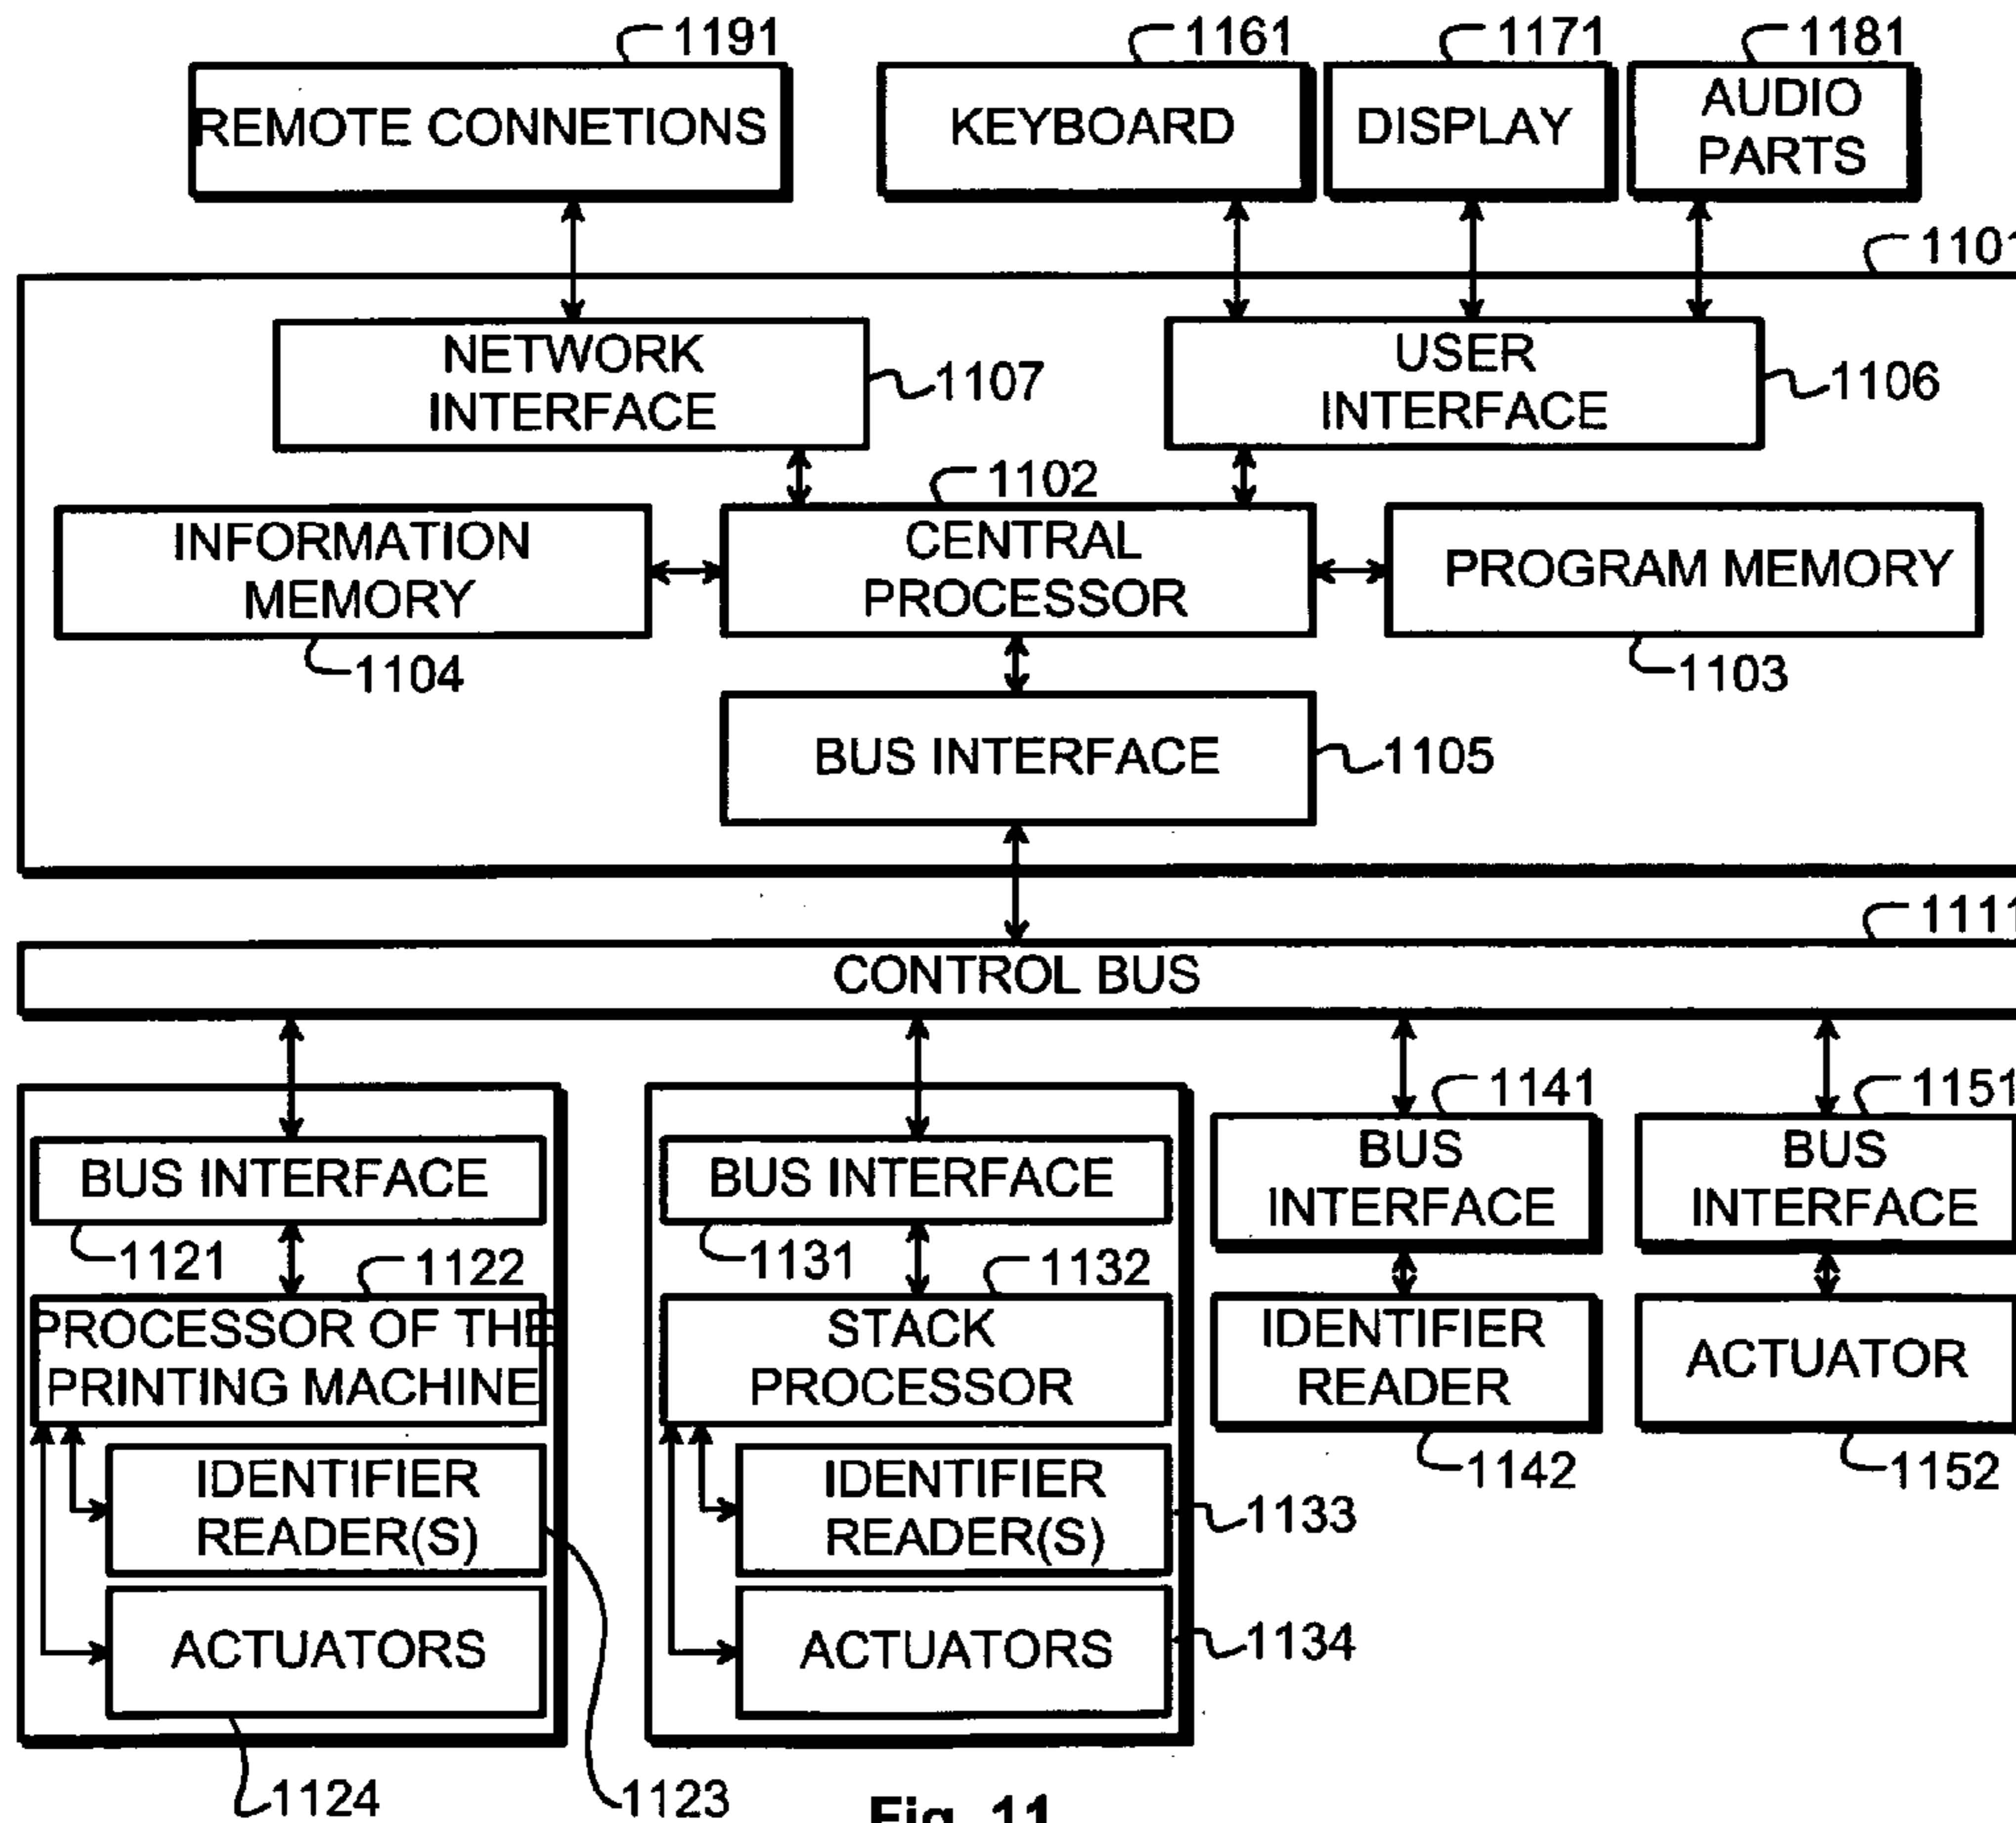 1191
1161
1171
1181
REMOTE CONNETIONS
KEYBOARD
DISPLAY
AUDIO
PARTS
1101
NETWORK
INTERFACE
1107
USER
INTERFACE
1106
1102
INFORMATION
MEMORY
CENTRAL
PROCESSOR
PROGRAM MEMORY
1104
1103
BUS INTERFACE
1105
1111
CONTROL BUS
1141
1151
BUS INTERFACE
BUS INTERFACE
BUS
INTERFACE
BUS
INTERFACE
1121
1122
1131
1132
PROCESSOR OF THE
PRINTING MACHINE
STACK
PROCESSOR
IDENTIFIER
READER
ACTUATOR
1142
1152
IDENTIFIER
READER(S)
IDENTIFIER
READER(S)
1133
ACTUATORS
ACTUATORS
1134
1124
1123
Fig. 11